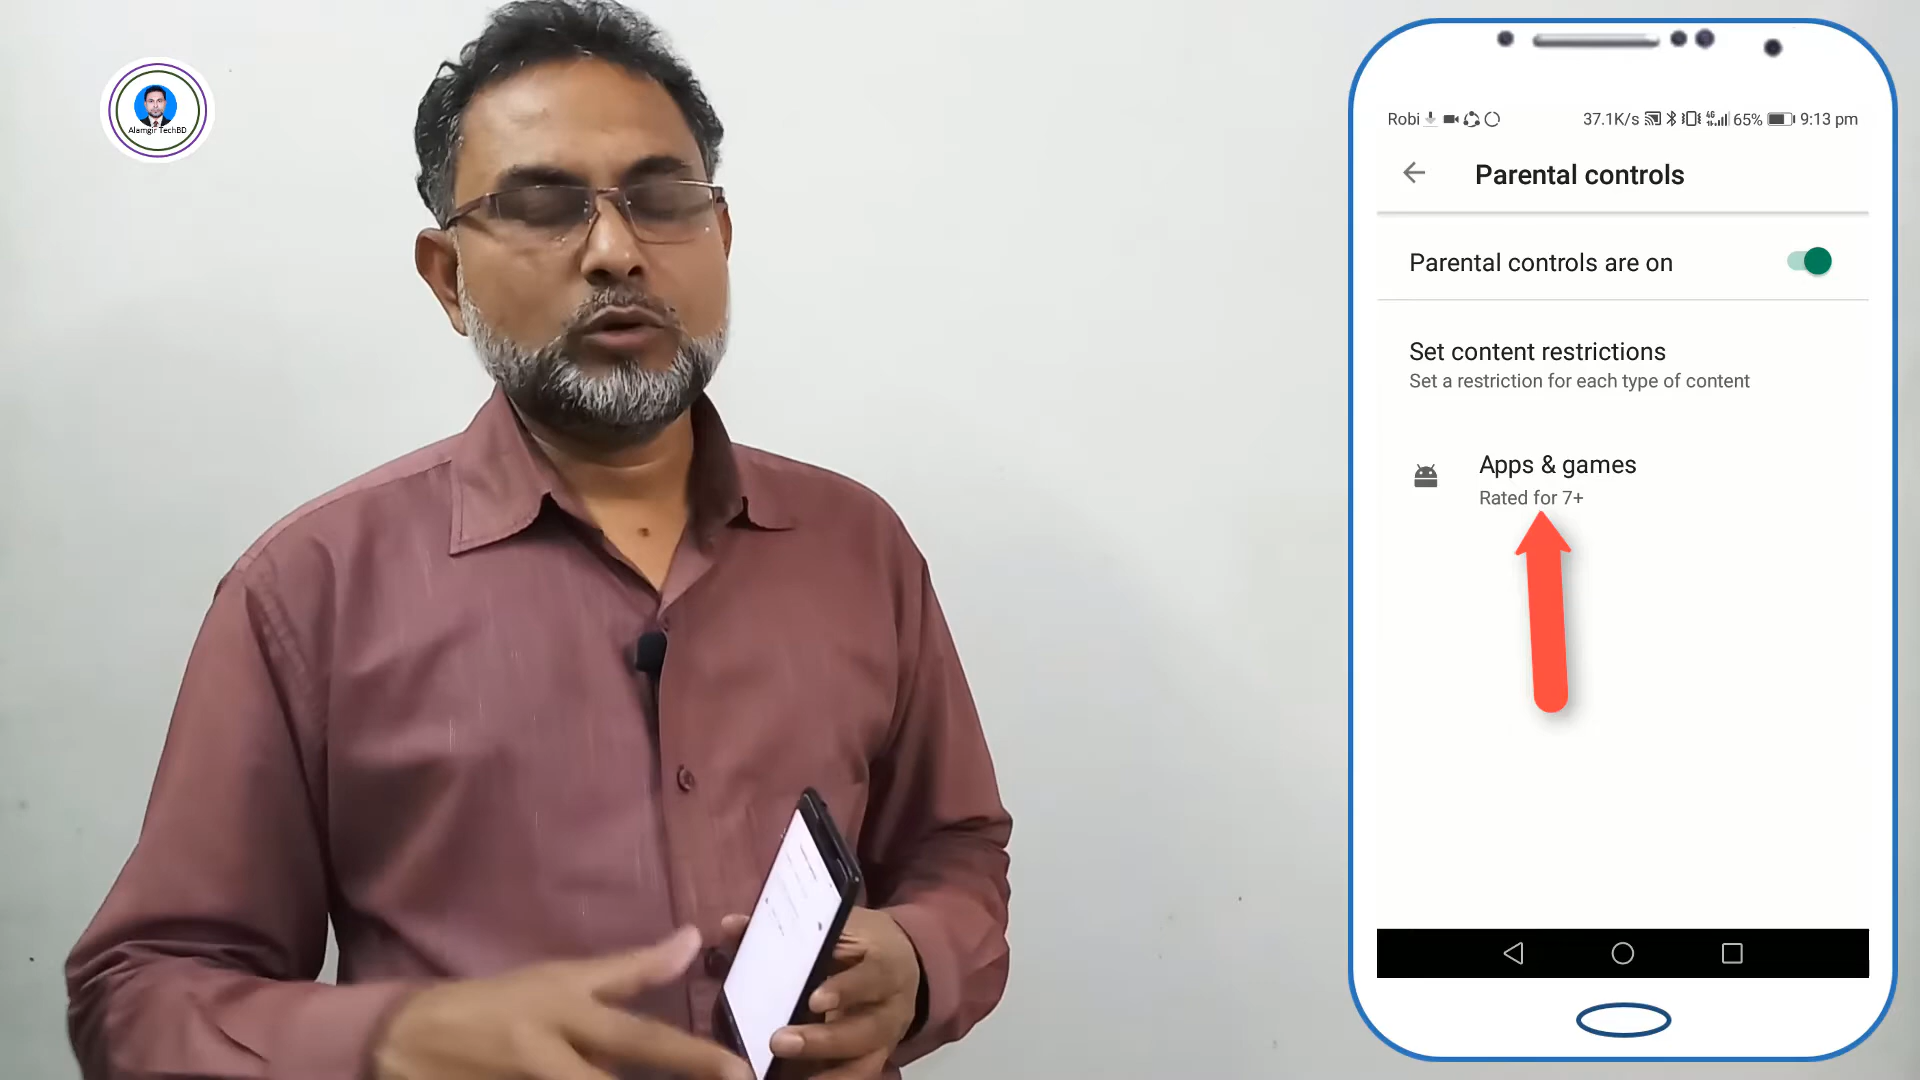 Alamgir TechBD
Robi 37.1K/s 4G 65% 9:13 pm
Parental controls
Parental controls are on
Set content restrictions
Set a restriction for each type of content
Apps & games
Rated for 7+